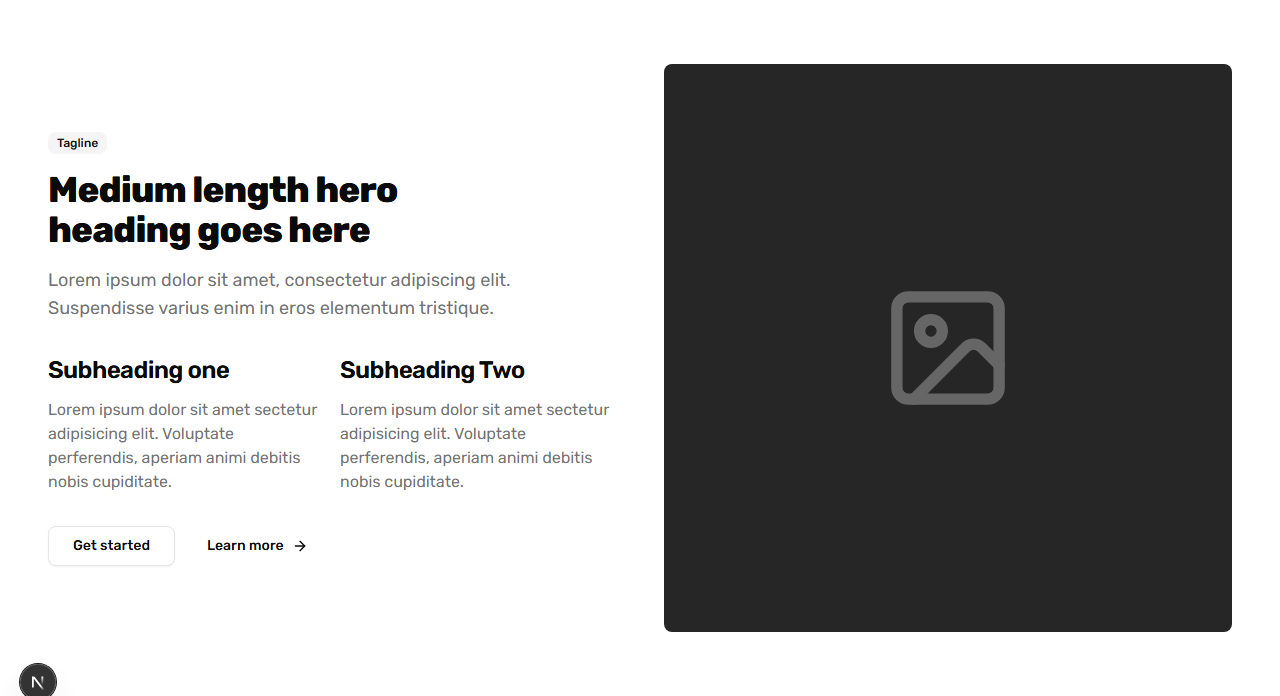 Tagline
Medium length hero
heading goes here
Lorem ipsum dolor sit amet, consectetur adipiscing elit.
Suspendisse varius enim in eros elementum tristique.
Subheading one
Lorem ipsum dolor sit amet sectetur
adipisicing elit. Voluptate
perferendis, aperiam animi debitis
nobis cupiditate.
Subheading Two
Lorem ipsum dolor sit amet sectetur
adipisicing elit. Voluptate
perferendis, aperiam animi debitis
nobis cupiditate.
Get started
Learn more
N